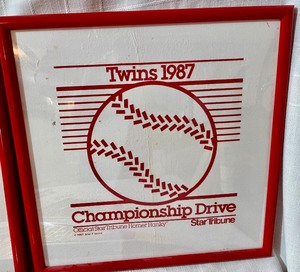 Twins 1987
Championship Drive
Official Star Tribune Homer Hanky
Star Tribune